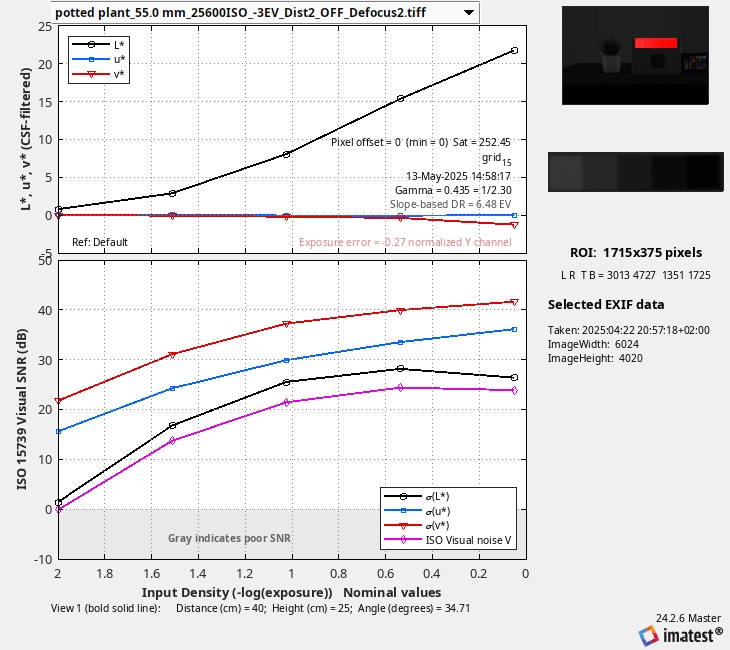 potted plant_55.0 mm_25600ISO_-3EV_Dist2_OFF_Defocus2.tiff
25
20
15
10
5
0
-5
L*, u*, v* (CSF-filtered)
L*
u*
v*
Pixel offset = 0 (min = 0) Sat = 252.45
grid15
13-May-2025 14:58:17
Gamma = 0.435 = 1/2.30
Slope-based DR = 6.48 EV
Ref: Default
Exposure error = -0.27 normalized Y channel
50
40
30
20
10
0
-10
ISO 15739 Visual SNR (dB)
σ(L*)
σ(u*)
σ(v*)
ISO Visual noise V
Gray indicates poor SNR
2 1.8 1.6 1.4 1.2 1 0.8 0.6 0.4 0.2 0
Input Density (-log(exposure)) Nominal values
View 1 (bold solid line): Distance (cm) = 40; Height (cm) = 25; Angle (degrees) = 34.71
ROI: 1715x375 pixels
L R T B = 3013 4727 1351 1725
Selected EXIF data
Taken: 2025:04:22 20:57:18+02:00
ImageWidth: 6024
ImageHeight: 4020
24.2.6 Master
imatest®